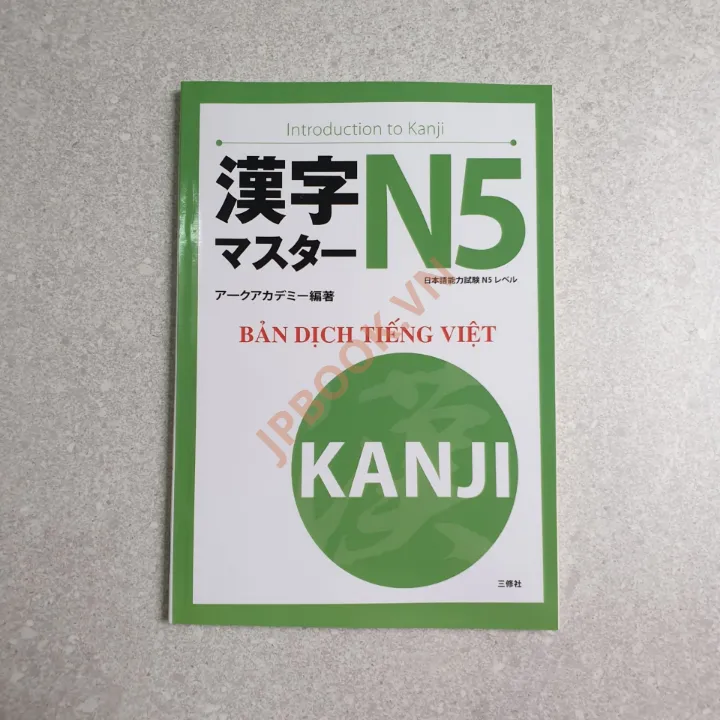 Introduction to Kanji
漢字
マスター
N5
日本語能力試験 N5 レベル
アークアカデミー編著
BẢN DỊCH TIẾNG VIỆT
JPBOOK.VN
KANJI
三修社